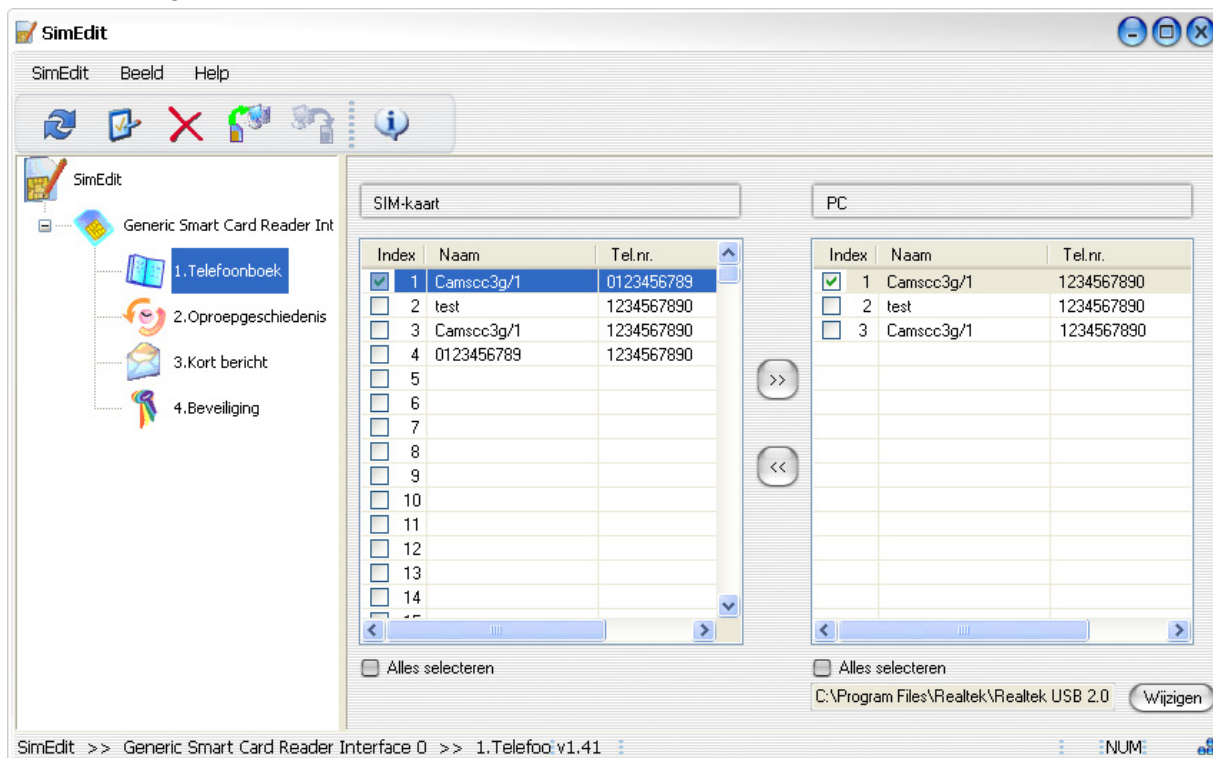 SimEdit
SimEdit Beeld Help
SimEdit
Generic Smart Card Reader Int
1.Telefoonboek
2.Oproepgeschiedenis
3.Kort bericht
4.Beveiliging
SIM-kaart
Index Naam Tel.nr.
1 Camscc3g/1 0123456789
2 test 1234567890
3 Camscc3g/1 1234567890
4 0123456789 1234567890
5
6
7
8
9
10
11
12
13
14
15
Alles selecteren
>>
<<
PC
Index Naam Tel.nr.
1 Camscc3g/1 1234567890
2 test 1234567890
3 Camscc3g/1 1234567890
Alles selecteren
C:\Program Files\Realtek\Realtek USB 2.0 Wijzigen
SimEdit >> Generic Smart Card Reader Interface 0 >> 1.Telefoo v1.41 NUM